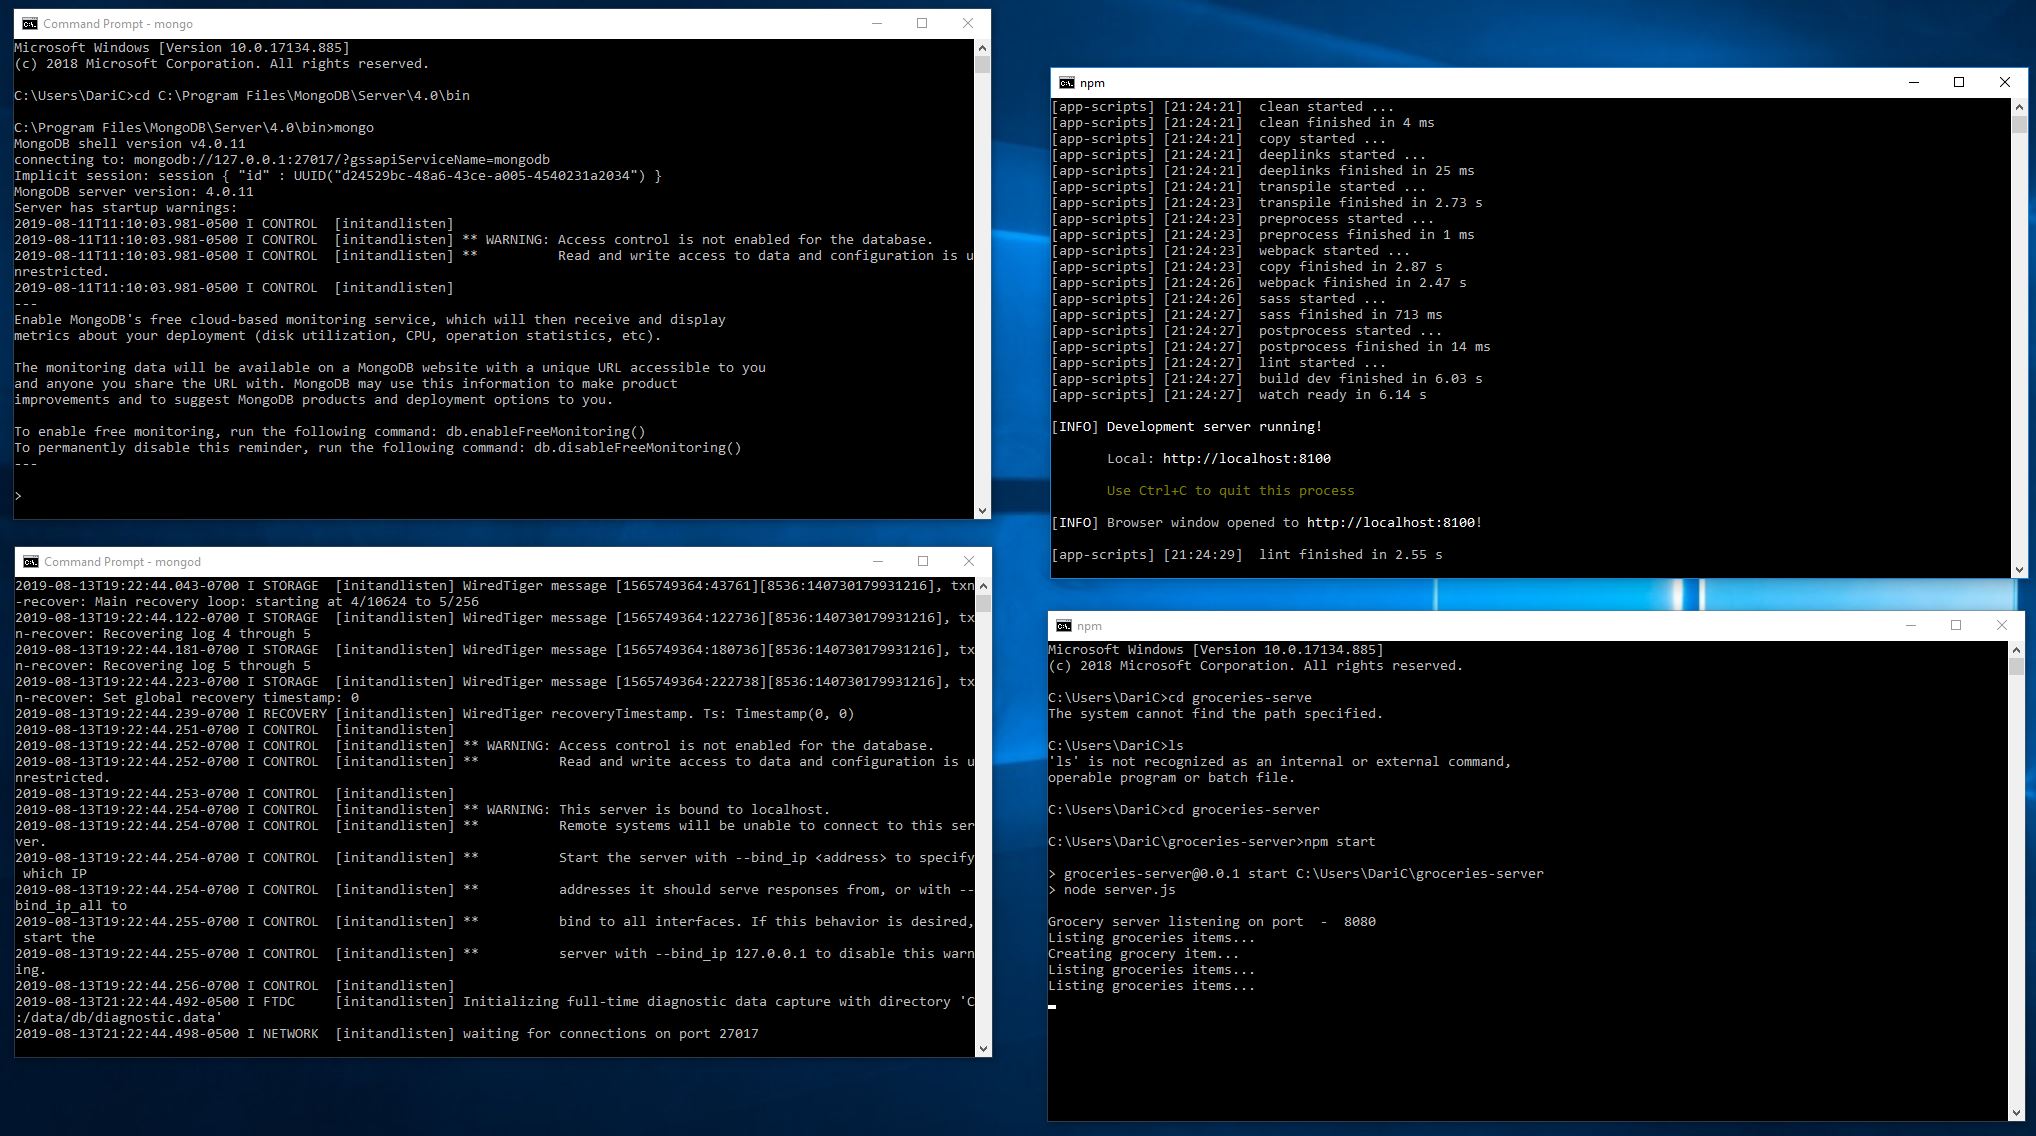 Command Prompt - mongo
Microsoft Windows [Version 10.0.17134.885]
(c) 2018 Microsoft Corporation. All rights reserved.
C:\Users\DariC>cd C:\Program Files\MongoDB\Server\4.0\bin
C:\Program Files\MongoDB\Server\4.0\bin>mongo
MongoDB shell version v4.0.11
connecting to: mongodb://127.0.0.1:27017/?gssapiServiceName=mongodb
Implicit session: session { "id" : UUID("d24529bc-48a6-43ce-a005-4540231a2034") }
MongoDB server version: 4.0.11
Server has startup warnings:
2019-08-11T11:10:03.981-0500 I CONTROL  [initandlisten]
2019-08-11T11:10:03.981-0500 I CONTROL  [initandlisten] ** WARNING: Access control is not enabled for the database.
2019-08-11T11:10:03.981-0500 I CONTROL  [initandlisten] **          Read and write access to data and configuration is u
nrestricted.
2019-08-11T11:10:03.981-0500 I CONTROL  [initandlisten]
---
Enable MongoDB's free cloud-based monitoring service, which will then receive and display
metrics about your deployment (disk utilization, CPU, operation statistics, etc).
The monitoring data will be available on a MongoDB website with a unique URL accessible to you
and anyone you share the URL with. MongoDB may use this information to make product
improvements and to suggest MongoDB products and deployment options to you.
To enable free monitoring, run the following command: db.enableFreeMonitoring()
To permanently disable this reminder, run the following command: db.disableFreeMonitoring()
---
>
Command Prompt - mongod
2019-08-13T19:22:44.043-0700 I STORAGE  [initandlisten] WiredTiger message [1565749364:43761][8536:140730179931216], txn
-recover: Main recovery loop: starting at 4/10624 to 5/256
2019-08-13T19:22:44.122-0700 I STORAGE  [initandlisten] WiredTiger message [1565749364:122736][8536:140730179931216], tx
n-recover: Recovering log 4 through 5
2019-08-13T19:22:44.181-0700 I STORAGE  [initandlisten] WiredTiger message [1565749364:180736][8536:140730179931216], tx
n-recover: Recovering log 5 through 5
2019-08-13T19:22:44.223-0700 I STORAGE  [initandlisten] WiredTiger message [1565749364:222738][8536:140730179931216], tx
n-recover: Set global recovery timestamp: 0
2019-08-13T19:22:44.239-0700 I RECOVERY [initandlisten] WiredTiger recoveryTimestamp. Ts: Timestamp(0, 0)
2019-08-13T19:22:44.251-0700 I CONTROL  [initandlisten]
2019-08-13T19:22:44.252-0700 I CONTROL  [initandlisten] ** WARNING: Access control is not enabled for the database.
2019-08-13T19:22:44.252-0700 I CONTROL  [initandlisten] **          Read and write access to data and configuration is u
nrestricted.
2019-08-13T19:22:44.253-0700 I CONTROL  [initandlisten]
2019-08-13T19:22:44.254-0700 I CONTROL  [initandlisten] ** WARNING: This server is bound to localhost.
2019-08-13T19:22:44.254-0700 I CONTROL  [initandlisten] **          Remote systems will be unable to connect to this ser
ver.
2019-08-13T19:22:44.254-0700 I CONTROL  [initandlisten] **          Start the server with --bind_ip <address> to specify
 which IP
2019-08-13T19:22:44.254-0700 I CONTROL  [initandlisten] **          addresses it should serve responses from, or with --
bind_ip_all to
2019-08-13T19:22:44.255-0700 I CONTROL  [initandlisten] **          bind to all interfaces. If this behavior is desired,
 start the
2019-08-13T19:22:44.255-0700 I CONTROL  [initandlisten] **          server with --bind_ip 127.0.0.1 to disable this warn
ing.
2019-08-13T19:22:44.256-0700 I CONTROL  [initandlisten]
2019-08-13T21:22:44.492-0500 I FTDC     [initandlisten] Initializing full-time diagnostic data capture with directory 'C
:/data/db/diagnostic.data'
2019-08-13T21:22:44.498-0500 I NETWORK  [initandlisten] waiting for connections on port 27017
npm
[app-scripts] [21:24:21]  clean started ...
[app-scripts] [21:24:21]  clean finished in 4 ms
[app-scripts] [21:24:21]  copy started ...
[app-scripts] [21:24:21]  deeplinks started ...
[app-scripts] [21:24:21]  deeplinks finished in 25 ms
[app-scripts] [21:24:21]  transpile started ...
[app-scripts] [21:24:23]  transpile finished in 2.73 s
[app-scripts] [21:24:23]  preprocess started ...
[app-scripts] [21:24:23]  preprocess finished in 1 ms
[app-scripts] [21:24:23]  webpack started ...
[app-scripts] [21:24:23]  copy finished in 2.87 s
[app-scripts] [21:24:26]  webpack finished in 2.47 s
[app-scripts] [21:24:26]  sass started ...
[app-scripts] [21:24:27]  sass finished in 713 ms
[app-scripts] [21:24:27]  postprocess started ...
[app-scripts] [21:24:27]  postprocess finished in 14 ms
[app-scripts] [21:24:27]  lint started ...
[app-scripts] [21:24:27]  build dev finished in 6.03 s
[app-scripts] [21:24:27]  watch ready in 6.14 s
[INFO] Development server running!
Local: http://localhost:8100
Use Ctrl+C to quit this process
[INFO] Browser window opened to http://localhost:8100!
[app-scripts] [21:24:29]  lint finished in 2.55 s
npm
Microsoft Windows [Version 10.0.17134.885]
(c) 2018 Microsoft Corporation. All rights reserved.
C:\Users\DariC>cd groceries-serve
The system cannot find the path specified.
C:\Users\DariC>ls
'ls' is not recognized as an internal or external command,
operable program or batch file.
C:\Users\DariC>cd groceries-server
C:\Users\DariC\groceries-server>npm start
> groceries-server@0.0.1 start C:\Users\DariC\groceries-server
> node server.js
Grocery server listening on port  -  8080
Listing groceries items...
Creating grocery item...
Listing groceries items...
Listing groceries items...